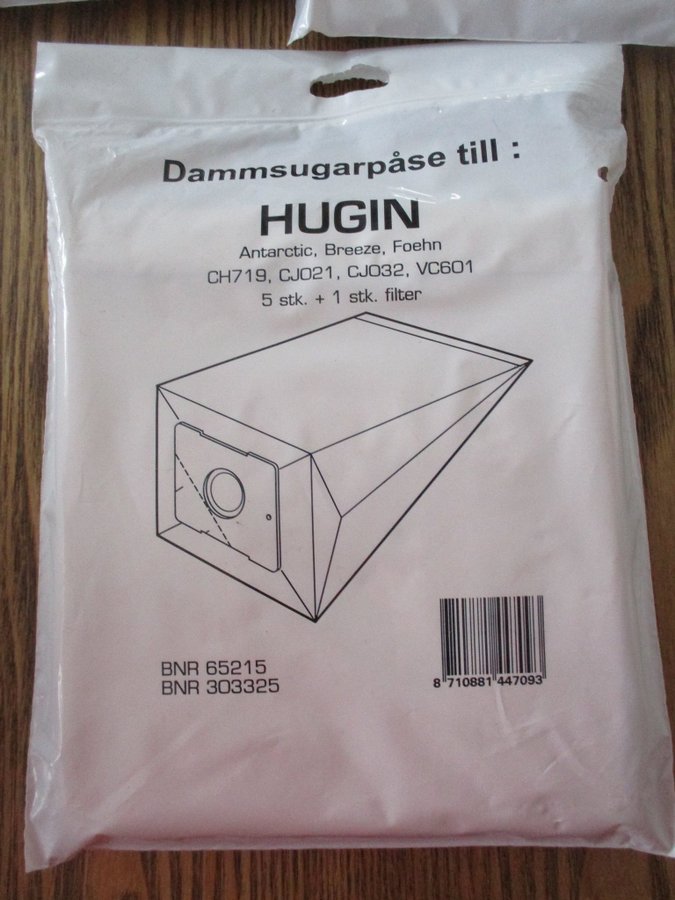 Dammsugarpåse till :
HUGIN
Antarctic, Breeze, Foehn
CH719, CJ021, CJ032, VC601
5 stk. + 1 stk. filter
BNR 65215
BNR 303325
8 710881 447093